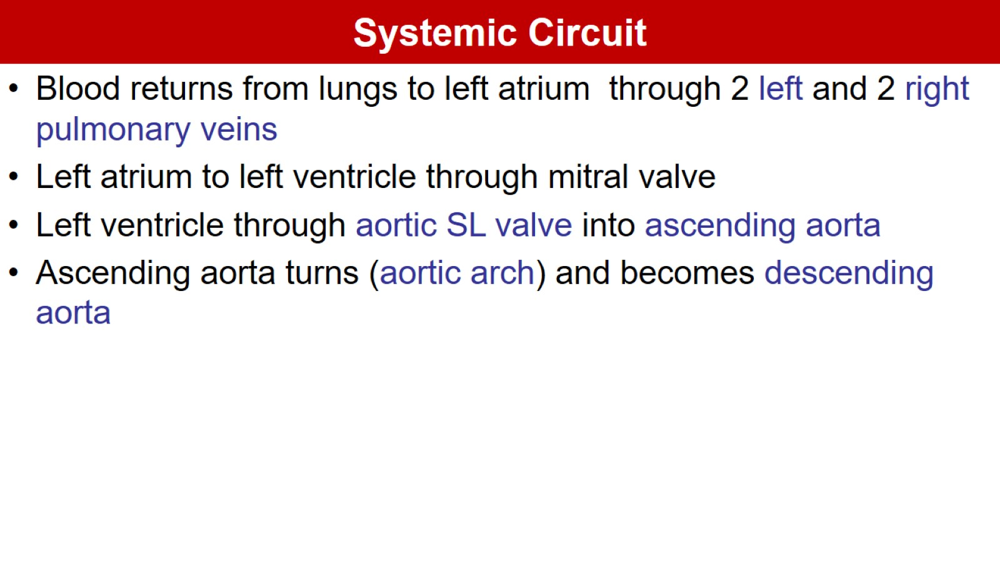 Systemic Circuit
• Blood returns from lungs to left atrium  through 2 left and 2 right
pulmonary veins
• Left atrium to left ventricle through mitral valve
• Left ventricle through aortic SL valve into ascending aorta
• Ascending aorta turns (aortic arch) and becomes descending
aorta